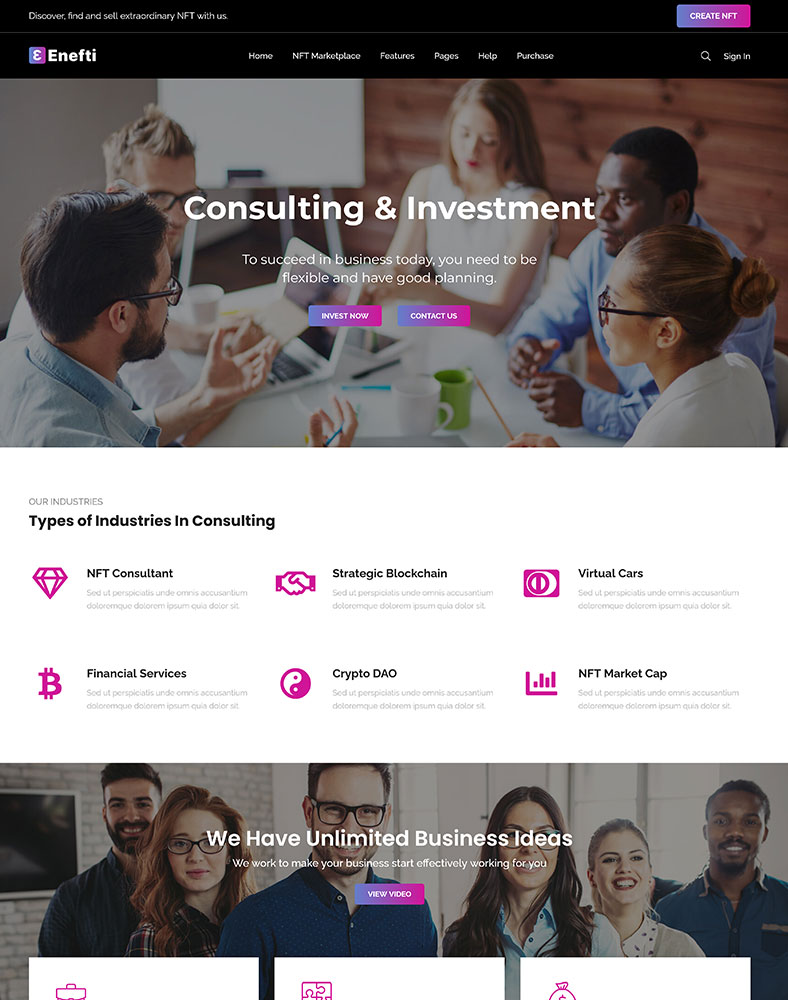 Discover, find and sell extraordinary NFT with us.
CREATE NFT
Enefti
Home
NFT Marketplace
Features
Pages
Help
Purchase
Sign In
Consulting & Investment
To succeed in business today, you need to be
flexible and have good planning.
INVEST NOW
CONTACT US
OUR INDUSTRIES
Types of Industries In Consulting
NFT Consultant
Sed ut perspiciatis unde omnis accusantium
doloremque dolorem ipsum quia dolor sit.
Strategic Blockchain
Sed ut perspiciatis unde omnis accusantium
doloremque dolorem ipsum quia dolor sit.
Virtual Cars
Sed ut perspiciatis unde omnis accusantium
doloremque dolorem ipsum quia dolor sit.
Financial Services
Sed ut perspiciatis unde omnis accusantium
doloremque dolorem ipsum quia dolor sit.
Crypto DAO
Sed ut perspiciatis unde omnis accusantium
doloremque dolorem ipsum quia dolor sit.
NFT Market Cap
Sed ut perspiciatis unde omnis accusantium
doloremque dolorem ipsum quia dolor sit.
We Have Unlimited Business Ideas
We work to make your business start effectively working for you
VIEW VIDEO